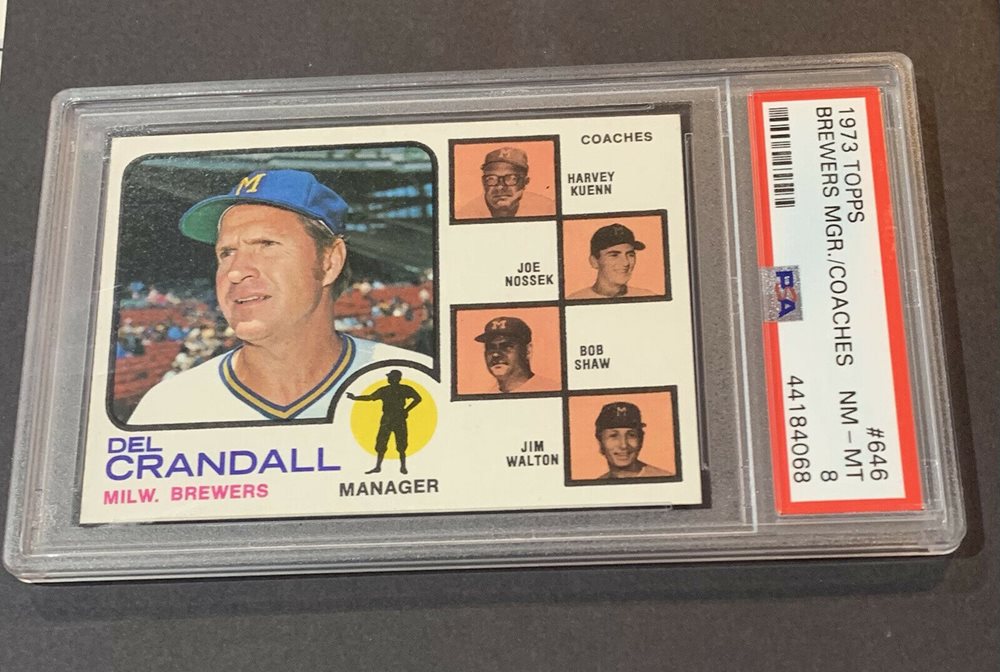 M
DEL
CRANDALL
MILW. BREWERS
MANAGER
COACHES
HARVEY
KUENN
JOE
NOSSEK
BOB
SHAW
JIM
WALTON
M
M
M
M
1973 TOPPS #646
BREWERS MGR./COACHES NM – MT
8
PSA 44184068